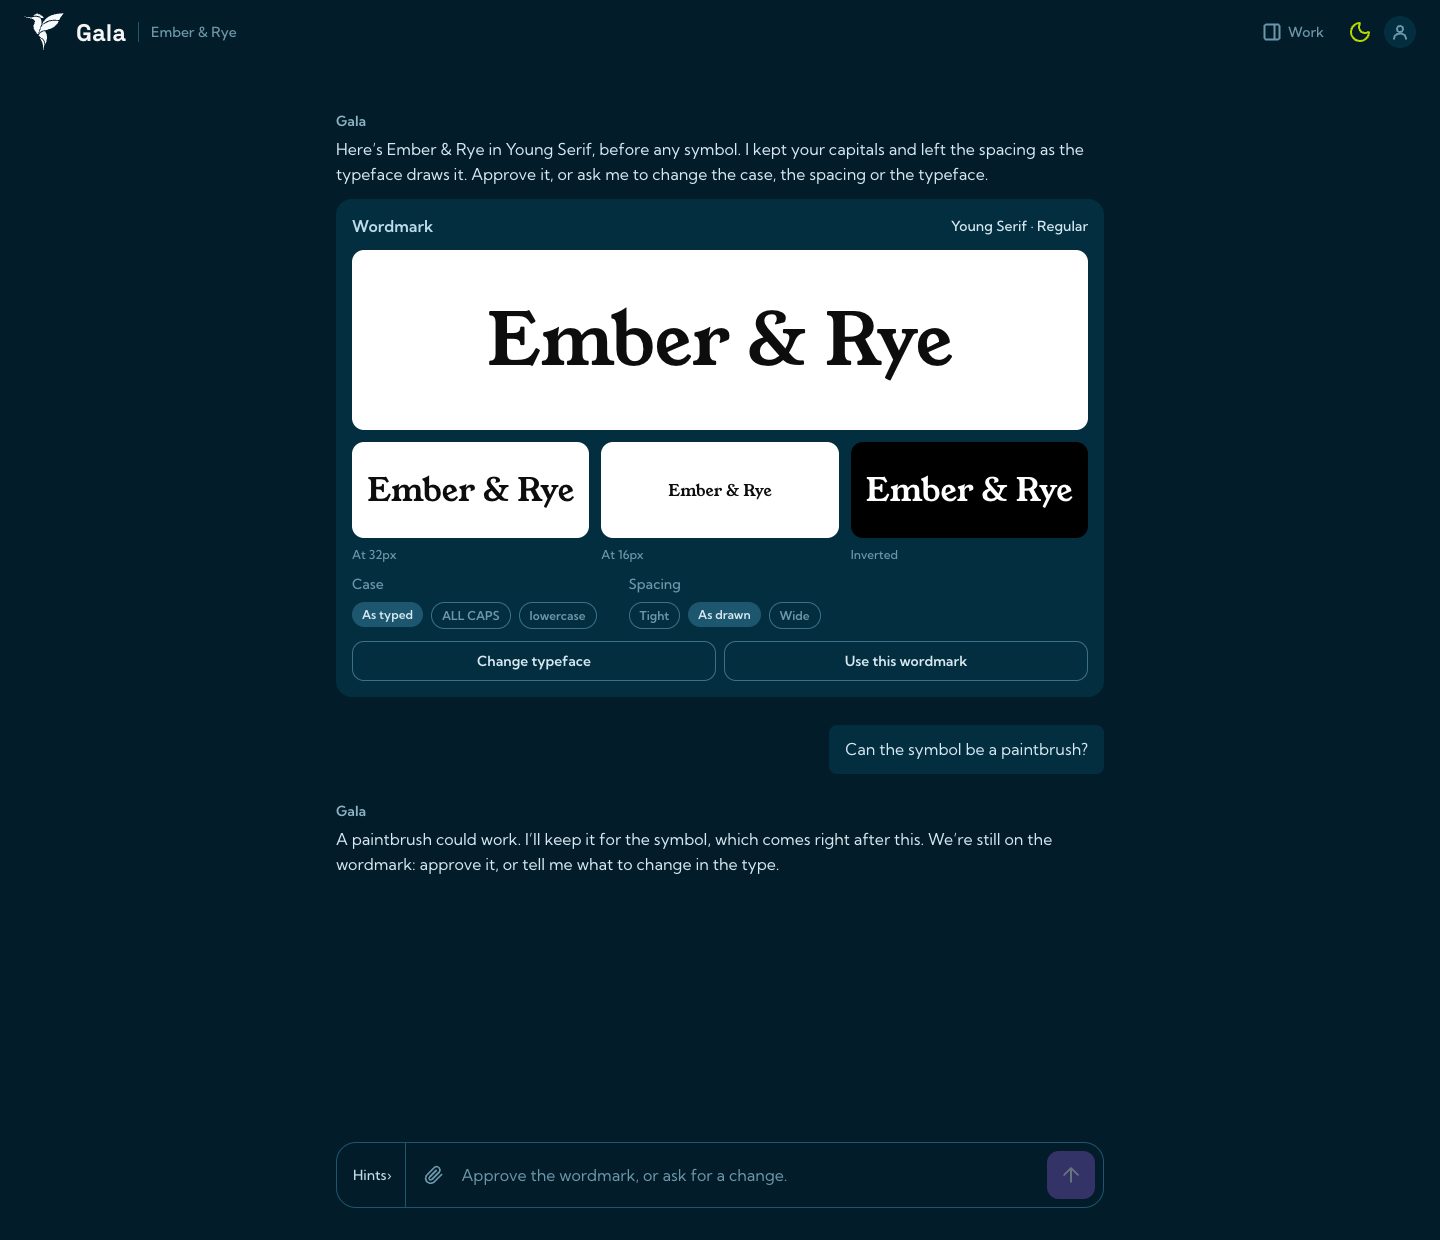 Gala
Ember & Rye
Work
Gala
Here’s Ember & Rye in Young Serif, before any symbol. I kept your capitals and left the spacing as the
typeface draws it. Approve it, or ask me to change the case, the spacing or the typeface.
Wordmark
Young Serif · Regular
Ember & Rye
Ember & Rye
Ember & Rye
Ember & Rye
At 32px
At 16px
Inverted
Case
Spacing
As typed
ALL CAPS
lowercase
Tight
As drawn
Wide
Change typeface
Use this wordmark
Can the symbol be a paintbrush?
Gala
A paintbrush could work. I’ll keep it for the symbol, which comes right after this. We’re still on the
wordmark: approve it, or tell me what to change in the type.
Hints›
Approve the wordmark, or ask for a change.